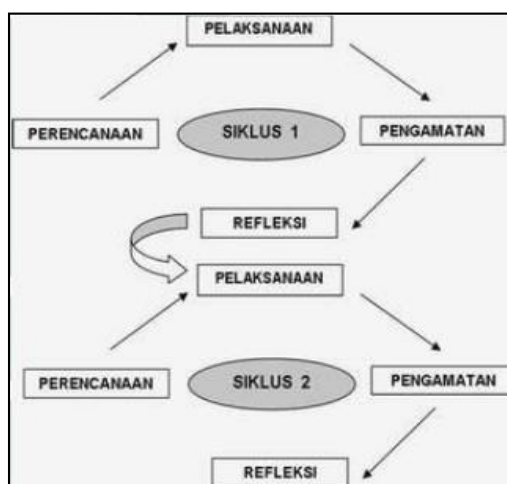 PELAKSANAAN
PERENCANAAN
SIKLUS 1
PENGAMATAN
REFLEKSI
PELAKSANAAN
PERENCANAAN
SIKLUS 2
PENGAMATAN
REFLEKSI